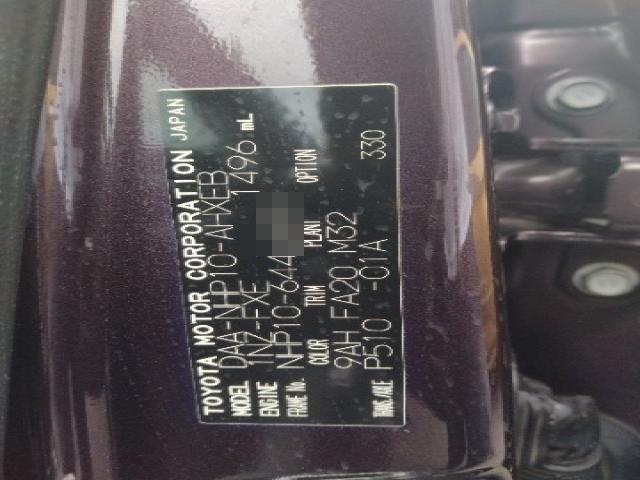 TOYOTA MOTOR CORPORATION JAPAN
MODEL DAA-NHP10-AHXEB
ENGINE 1NZ-FXE 1496 mL
FRAME No. NHP10-644
COLOR TRIM PLANT OPTION
9AH FA20 M32
TRANS./AXLE P510 -01A 330